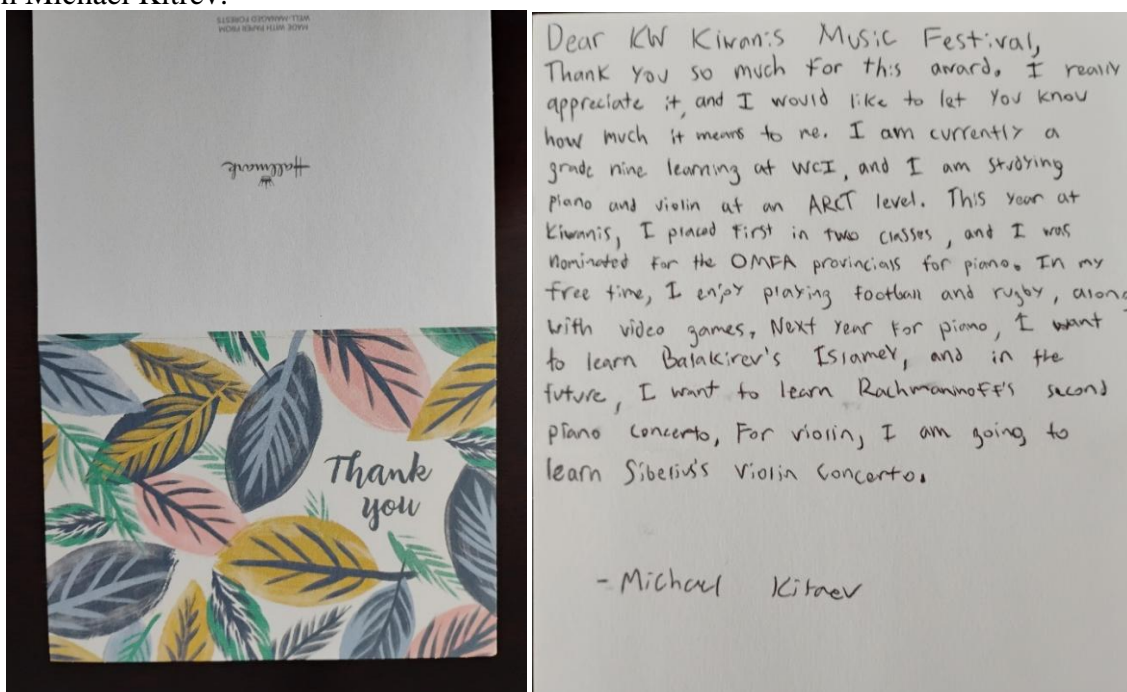 n Michael Kitrev.
MADE WITH PAPER FROM
WELL-MANAGED FORESTS
Hallmark
Thank
you
Dear KW Kiwanis Music Festival,
Thank you so much for this award. I really
appreciate it, and I would like to let you know
how much it means to me. I am currently a
grade nine learning at WCI, and I am studying
piano and violin at an ARCT level. This year at
Kiwanis, I placed first in two classes, and I was
nominated for the OMFA provincials for piano. In my
free time, I enjoy playing football and rugby, along
with video games. Next year for piano, I want
to learn Balakirev's Islamey, and in the
future, I want to learn Rachmaninoff's second
piano concerto. For violin, I am going to
learn Sibelius's violin concerto.
- Michael Kitaev